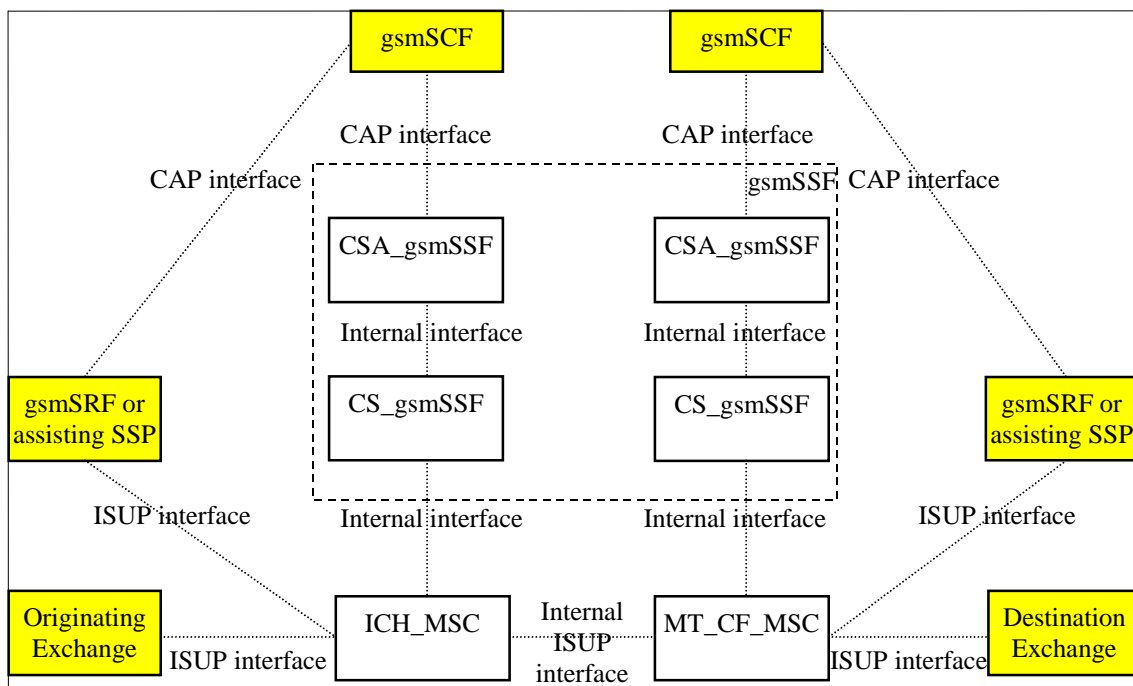 gsmSCF
gsmSCF
CAP interface
CAP interface
CAP interface
gsmSSF
CAP interface
CSA_gsmSSF
CSA_gsmSSF
Internal interface
Internal interface
gsmSRF or
assisting SSP
CS_gsmSSF
CS_gsmSSF
gsmSRF or
assisting SSP
ISUP interface
Internal interface
Internal interface
ISUP interface
Originating
Exchange
ISUP interface
ICH_MSC
Internal
ISUP
interface
MT_CF_MSC
ISUP interface
Destination
Exchange